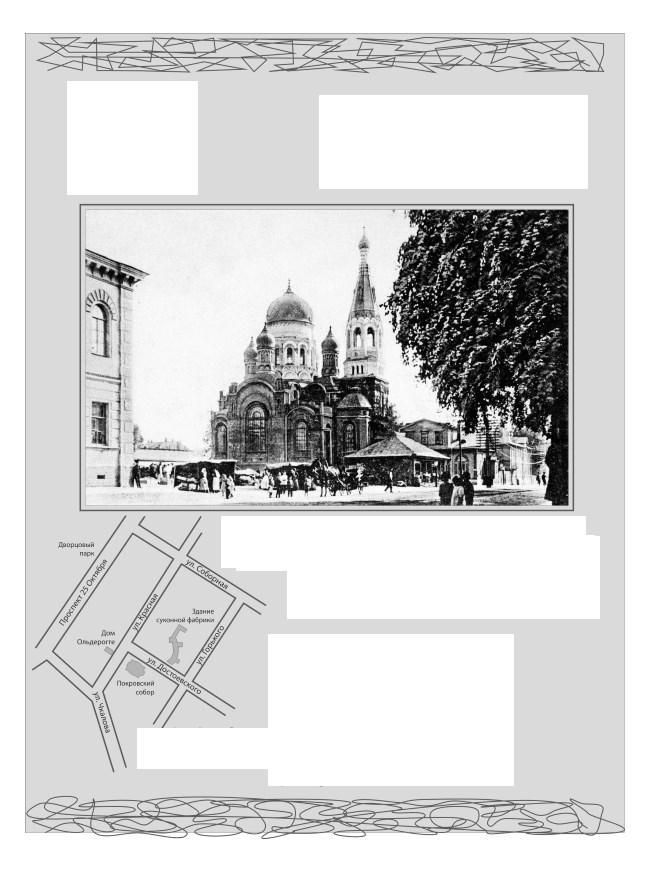 Дворцовый
парк
Проспект 25 Октября
ул. Соборная
ул. Красная
Здание
суконной фабрики
ул. Горького
Дом
Ольдерогге
ул. Достоевского
Покровский
собор
ул. Чкалова